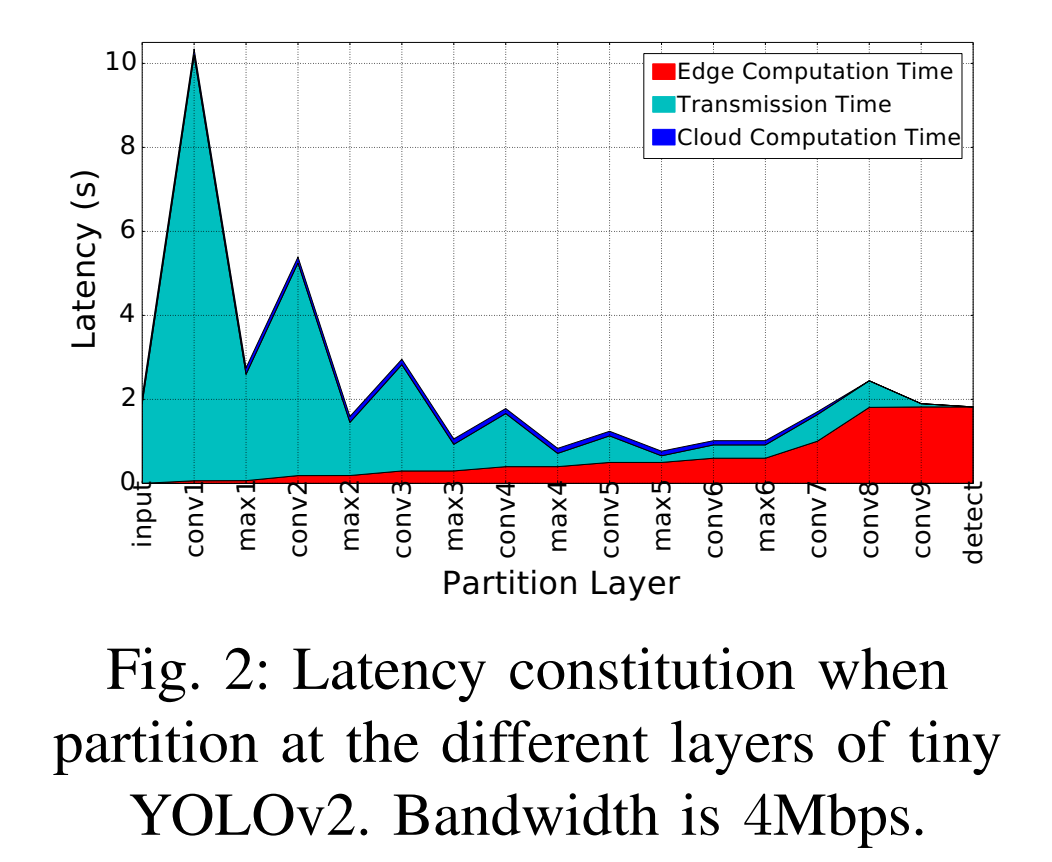 10
8
6
4
2
0
Latency (s)
Edge Computation Time
Transmission Time
Cloud Computation Time
input
conv1
max1
conv2
max2
conv3
max3
conv4
max4
conv5
max5
conv6
max6
conv7
conv8
conv9
detect
Partition Layer
Fig. 2: Latency constitution when
partition at the different layers of tiny
YOLOv2. Bandwidth is 4Mbps.